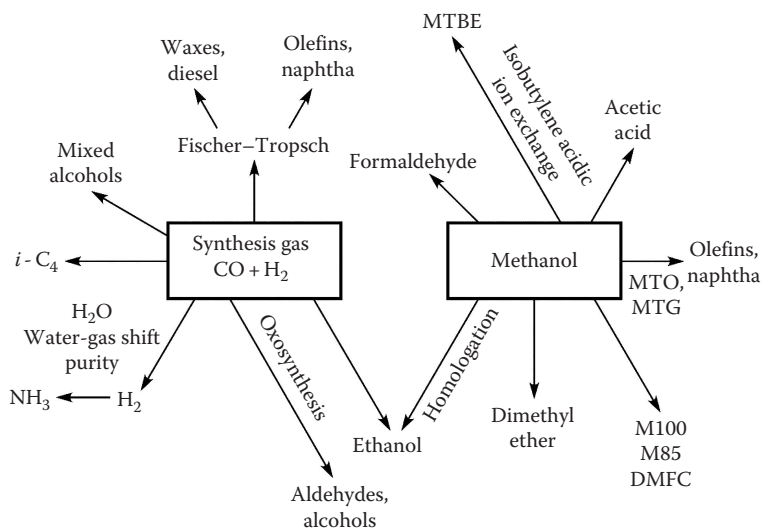 MTBE
Waxes,
diesel
Olefins,
naphtha
Isobutylene acidic
ion exchange
Acetic
acid
Fischer–Tropsch
Mixed
alcohols
Formaldehyde
Synthesis gas
CO + H₂
Methanol
i - C₄
Olefins,
naphtha
MTO,
MTG
H₂O
Water-gas shift
purity
Oxosynthesis
Homologation
NH₃
H₂
Ethanol
Dimethyl
ether
M100
M85
DMFC
Aldehydes,
alcohols